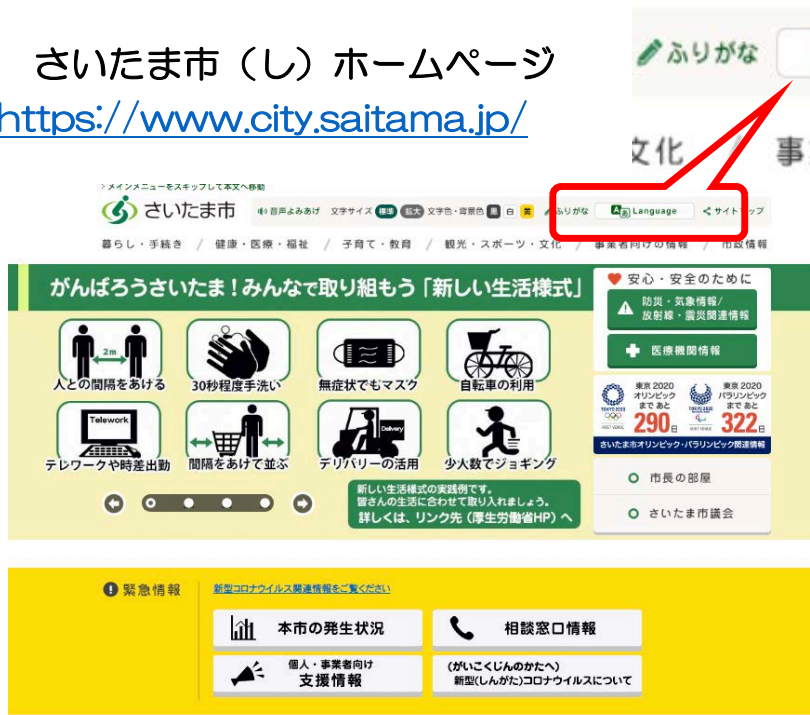 さいたま市（し）ホームページ
https://www.city.saitama.jp/
ふりがな
文化 / 事
> メインメニューをスキップして本文へ移動
さいたま市 音声よみあげ 文字サイズ 標準 拡大 文字色・背景色 黒 白 黄 ふりがな Language サイトマップ
暮らし・手続き / 健康・医療・福祉 / 子育て・教育 / 観光・スポーツ・文化 / 事業者向けの情報 / 市政情報
がんばろうさいたま！みんなで取り組もう「新しい生活様式」
2m
人との間隔をあける
30秒程度手洗い
無症状でもマスク
自転車の利用
Telework
テレワークや時差出勤
間隔をあけて並ぶ
Delivery
デリバリーの活用
少人数でジョギング
新しい生活様式の実践例です。
皆さんの生活に合わせて取り入れましょう。
詳しくは、リンク先（厚生労働省HP）へ
安心・安全のために
防災・気象情報/
放射線・震災関連情報
医療機関情報
TOKYO 2020
HOST VENUE
東京 2020
オリンピック
まで あと
290日
TOKYO 2020
HOST VENUE
東京 2020
パラリンピック
まで あと
322日
さいたま市オリンピック・パラリンピック関連情報
市長の部屋
さいたま市議会
緊急情報
新型コロナウイルス関連情報をご覧ください
本市の発生状況
相談窓口情報
個人・事業者向け
支援情報
(がいこくじんのかたへ)
新型(しんがた)コロナウイルスについて